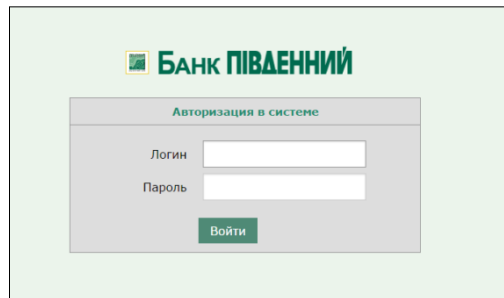 Банк ПІВДЕННИЙ
Авторизация в системе
Логин
Пароль
Войти